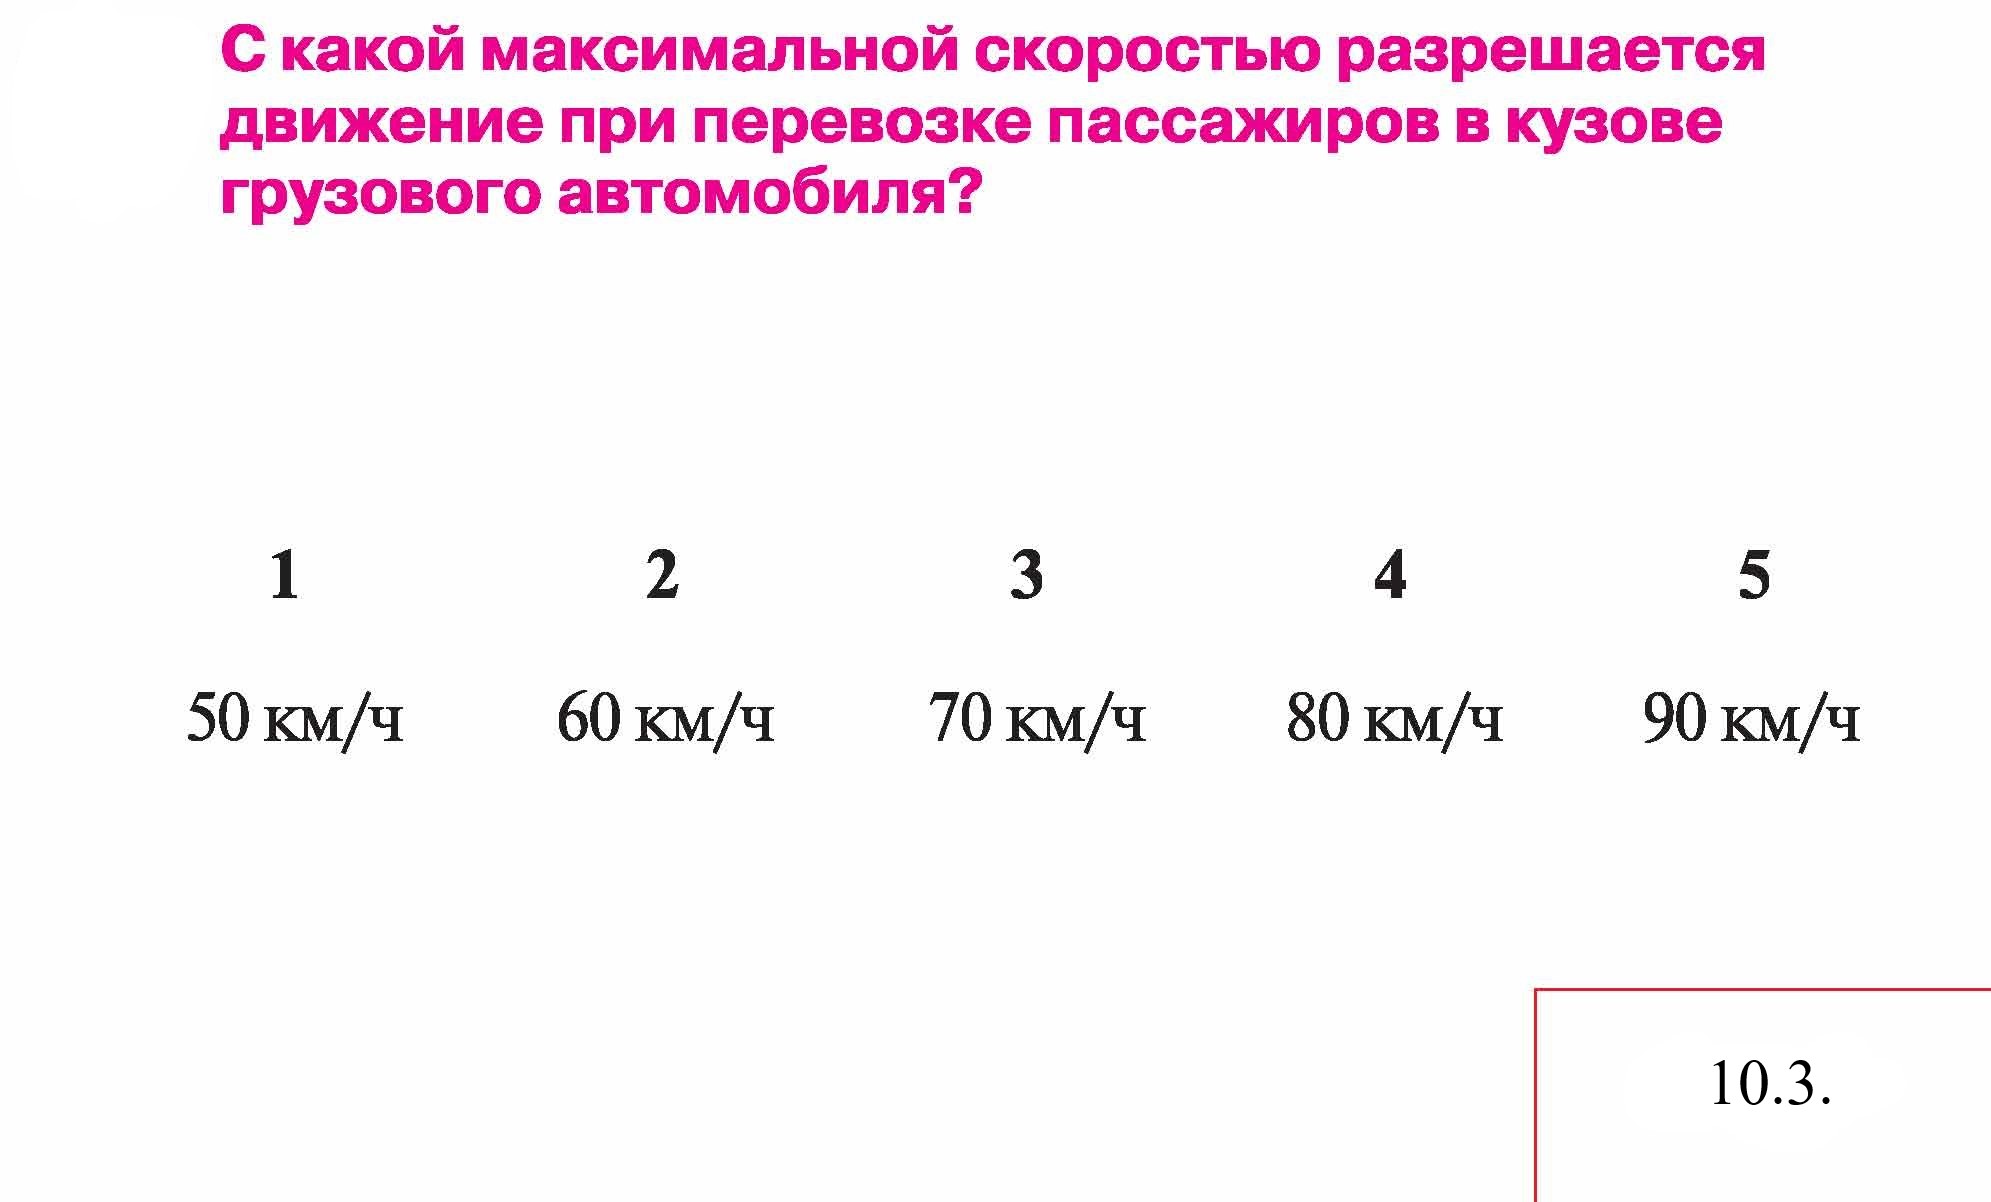 С какой максимальной скоростью разрешается
движение при перевозке пассажиров в кузове
грузового автомобиля?
1 2 3 4 5
50 км/ч 60 км/ч 70 км/ч 80 км/ч 90 км/ч
10.3.